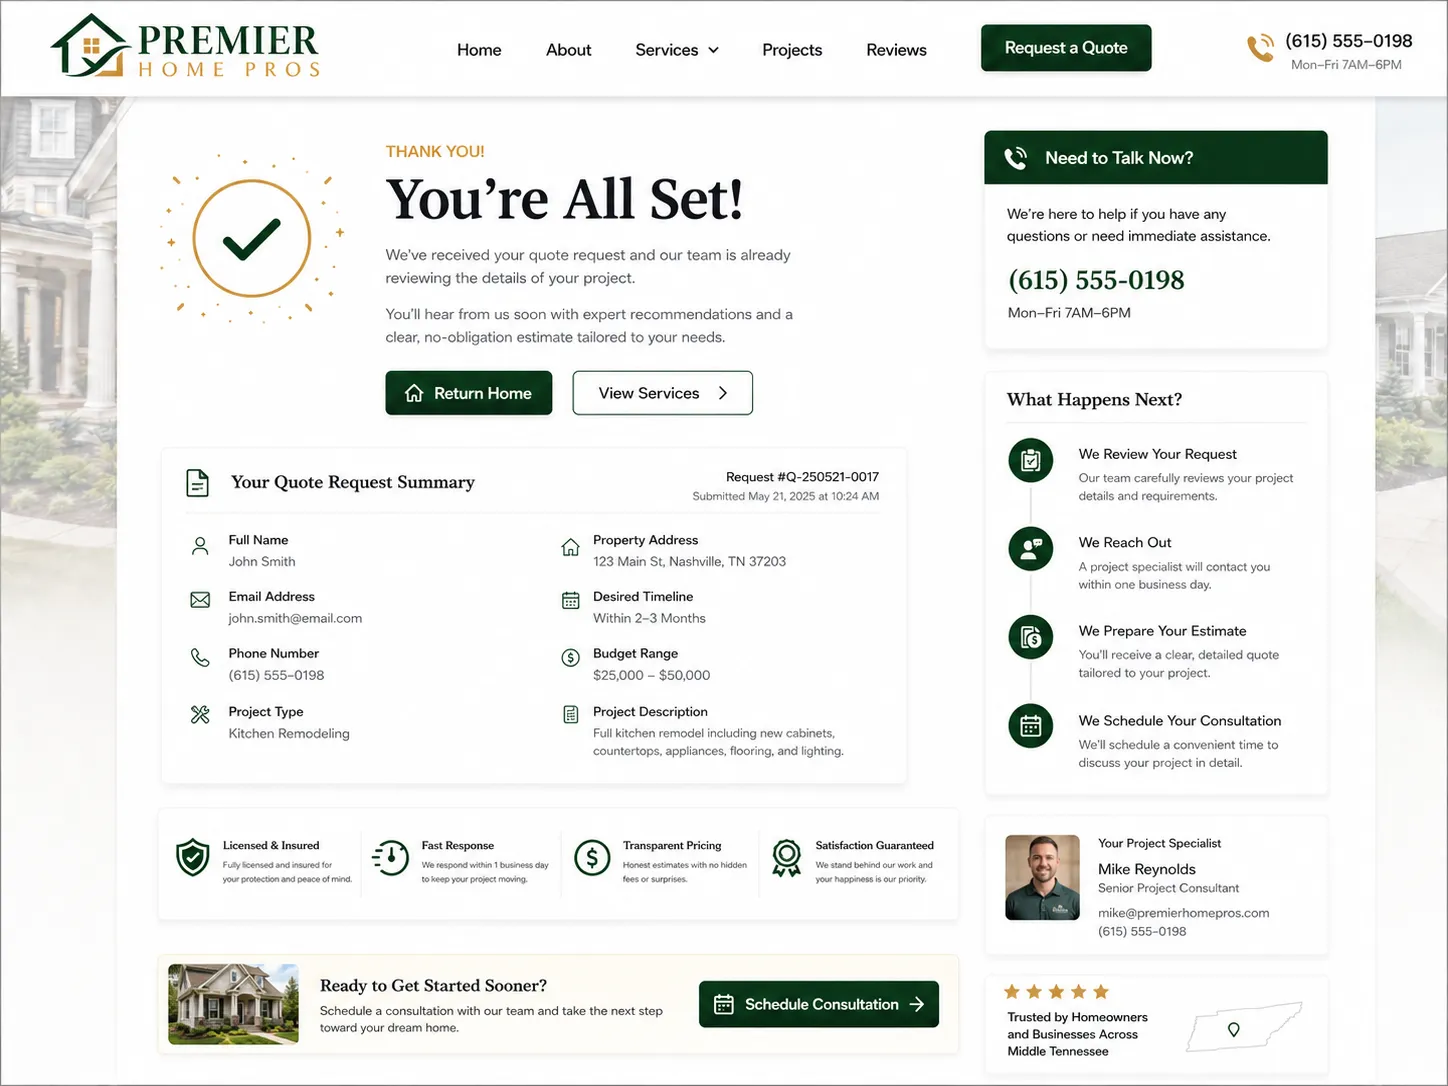 PREMIER
HOME PROS
Home
About
Services
Projects
Reviews
Request a Quote
(615) 555-0198
Mon–Fri 7AM–6PM
THANK YOU!
You’re All Set!
We’ve received your quote request and our team is already
reviewing the details of your project.
You’ll hear from us soon with expert recommendations and a
clear, no-obligation estimate tailored to your needs.
Return Home
View Services
Your Quote Request Summary
Request #Q-250521-0017
Submitted May 21, 2025 at 10:24 AM
Full Name
John Smith
Email Address
john.smith@email.com
Phone Number
(615) 555-0198
Project Type
Kitchen Remodeling
Property Address
123 Main St, Nashville, TN 37203
Desired Timeline
Within 2–3 Months
Budget Range
$25,000 – $50,000
Project Description
Full kitchen remodel including new cabinets,
countertops, appliances, flooring, and lighting.
Licensed & Insured
Fully licensed and insured for
your protection and peace of mind.
Fast Response
We respond within 1 business day
to keep your project moving.
Transparent Pricing
Honest estimates with no hidden
fees or surprises.
Satisfaction Guaranteed
We stand behind our work and
your happiness is our priority.
Ready to Get Started Sooner?
Schedule a consultation with our team and take the next step
toward your dream home.
Schedule Consultation
Need to Talk Now?
We’re here to help if you have any
questions or need immediate assistance.
(615) 555-0198
Mon–Fri 7AM–6PM
What Happens Next?
We Review Your Request
Our team carefully reviews your project
details and requirements.
We Reach Out
A project specialist will contact you
within one business day.
We Prepare Your Estimate
You’ll receive a clear, detailed quote
tailored to your project.
We Schedule Your Consultation
We’ll schedule a convenient time to
discuss your project in detail.
Your Project Specialist
Mike Reynolds
Senior Project Consultant
mike@premierhomepros.com
(615) 555-0198
Trusted by Homeowners
and Businesses Across
Middle Tennessee